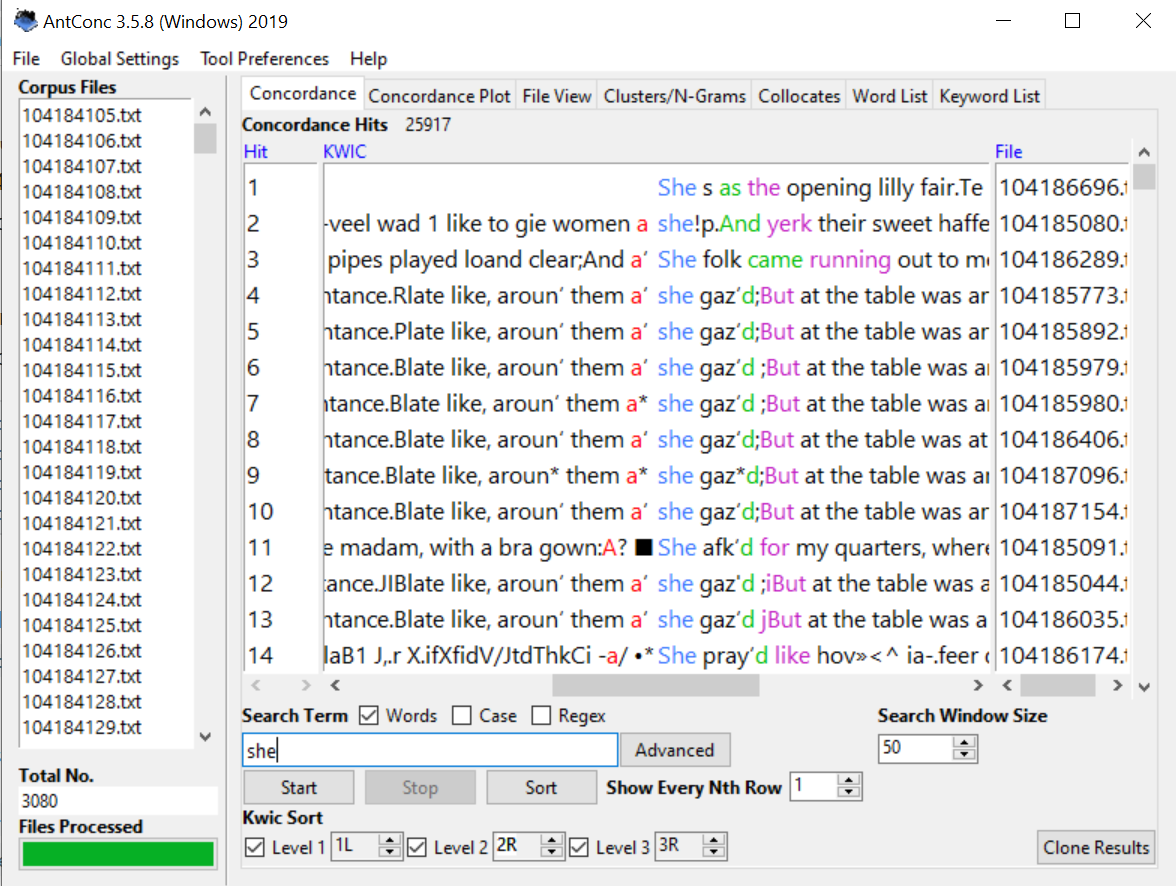 AntConc 3.5.8 (Windows) 2019
File Global Settings Tool Preferences Help
Corpus Files
104184105.txt
104184106.txt
104184107.txt
104184108.txt
104184109.txt
104184110.txt
104184111.txt
104184112.txt
104184113.txt
104184114.txt
104184115.txt
104184116.txt
104184117.txt
104184118.txt
104184119.txt
104184120.txt
104184121.txt
104184122.txt
104184123.txt
104184124.txt
104184125.txt
104184126.txt
104184127.txt
104184128.txt
104184129.txt
Total No.
3080
Files Processed
Concordance Concordance Plot File View Clusters/N-Grams Collocates Word List Keyword List
Concordance Hits 25917
Hit KWIC File
1 She s as the opening lilly fair.Te 104186696.t
2 -veel wad 1 like to gie women a she!p.And yerk their sweet haffe 104185080.t
3 pipes played loand clear;And a' She folk came running out to me 104186289.t
4 ntance.Rlate like, aroun' them a' she gaz'd;But at the table was ar 104185773.t
5 ntance.Plate like, aroun' them a' she gaz'd;But at the table was ar 104185892.t
6 ntance.Blate like, aroun' them a' she gaz'd ;But at the table was ar 104185979.t
7 ntance.Blate like, aroun' them a* she gaz'd ;But at the table was ar 104185980.t
8 ntance.Blate like, aroun' them a' she gaz'd;But at the table was at 104186406.t
9 tance.Blate like, aroun* them a* she gaz*d;But at the table was ar 104187096.t
10 ntance.Blate like, aroun' them a' she gaz'd;But at the table was ar 104187154.t
11 e madam, with a bra gown:A? ■ She afk'd for my quarters, where 104185091.t
12 tance.JIBlate like, aroun' them a' she gaz'd ;iBut at the table was a 104185044.t
13 ntance.Blate like, aroun' them a' she gaz'd jBut at the table was a 104186035.t
14 laB1 J,.r X.ifXfidV/JtdThkCi -a/ •* She pray'd like hov»<^ ia-.feer c 104186174.t
Search Term Words Case Regex Search Window Size
she Advanced 50
Start Stop Sort Show Every Nth Row 1
Kwic Sort
Level 1 1L Level 2 2R Level 3 3R Clone Results